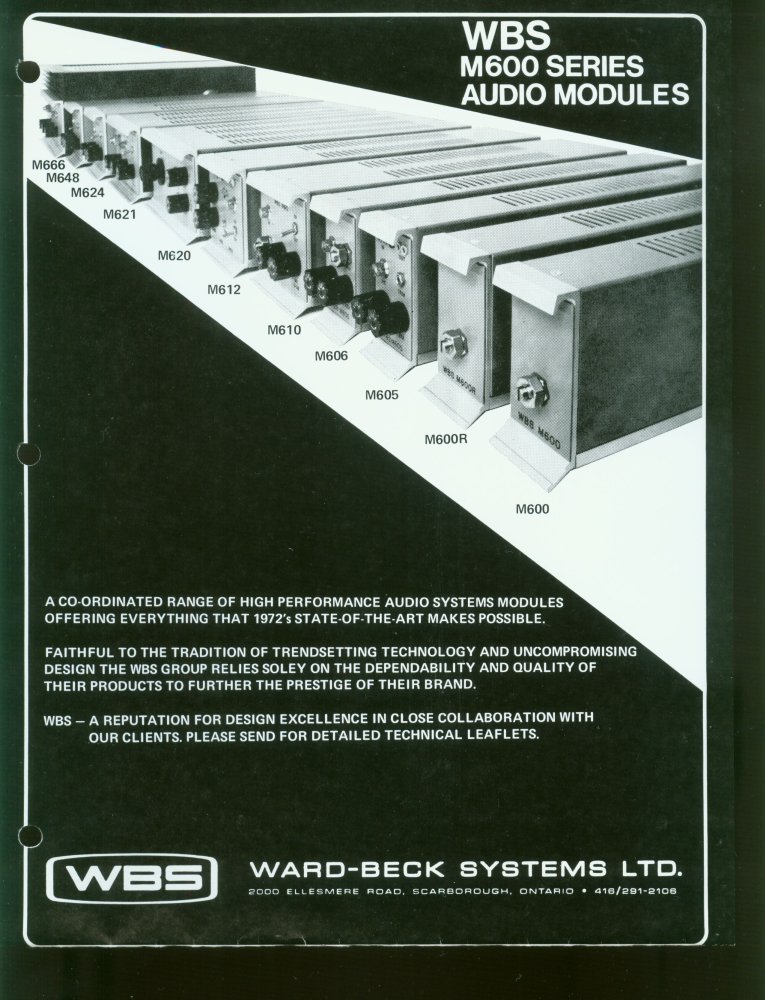 WBS
M600 SERIES
AUDIO MODULES
M666
M648
M624
M621
M620
M612
M610
M606
M605
M600R
M600
WBS M600R
WBS M600
A CO-ORDINATED RANGE OF HIGH PERFORMANCE AUDIO SYSTEMS MODULES
OFFERING EVERYTHING THAT 1972's STATE-OF-THE-ART MAKES POSSIBLE.
FAITHFUL TO THE TRADITION OF TRENDSETTING TECHNOLOGY AND UNCOMPROMISING
DESIGN THE WBS GROUP RELIES SOLEY ON THE DEPENDABILITY AND QUALITY OF
THEIR PRODUCTS TO FURTHER THE PRESTIGE OF THEIR BRAND.
WBS – A REPUTATION FOR DESIGN EXCELLENCE IN CLOSE COLLABORATION WITH
OUR CLIENTS. PLEASE SEND FOR DETAILED TECHNICAL LEAFLETS.
WBS
WARD-BECK SYSTEMS LTD.
2000 ELLESMERE ROAD, SCARBOROUGH, ONTARIO • 416/291-2106